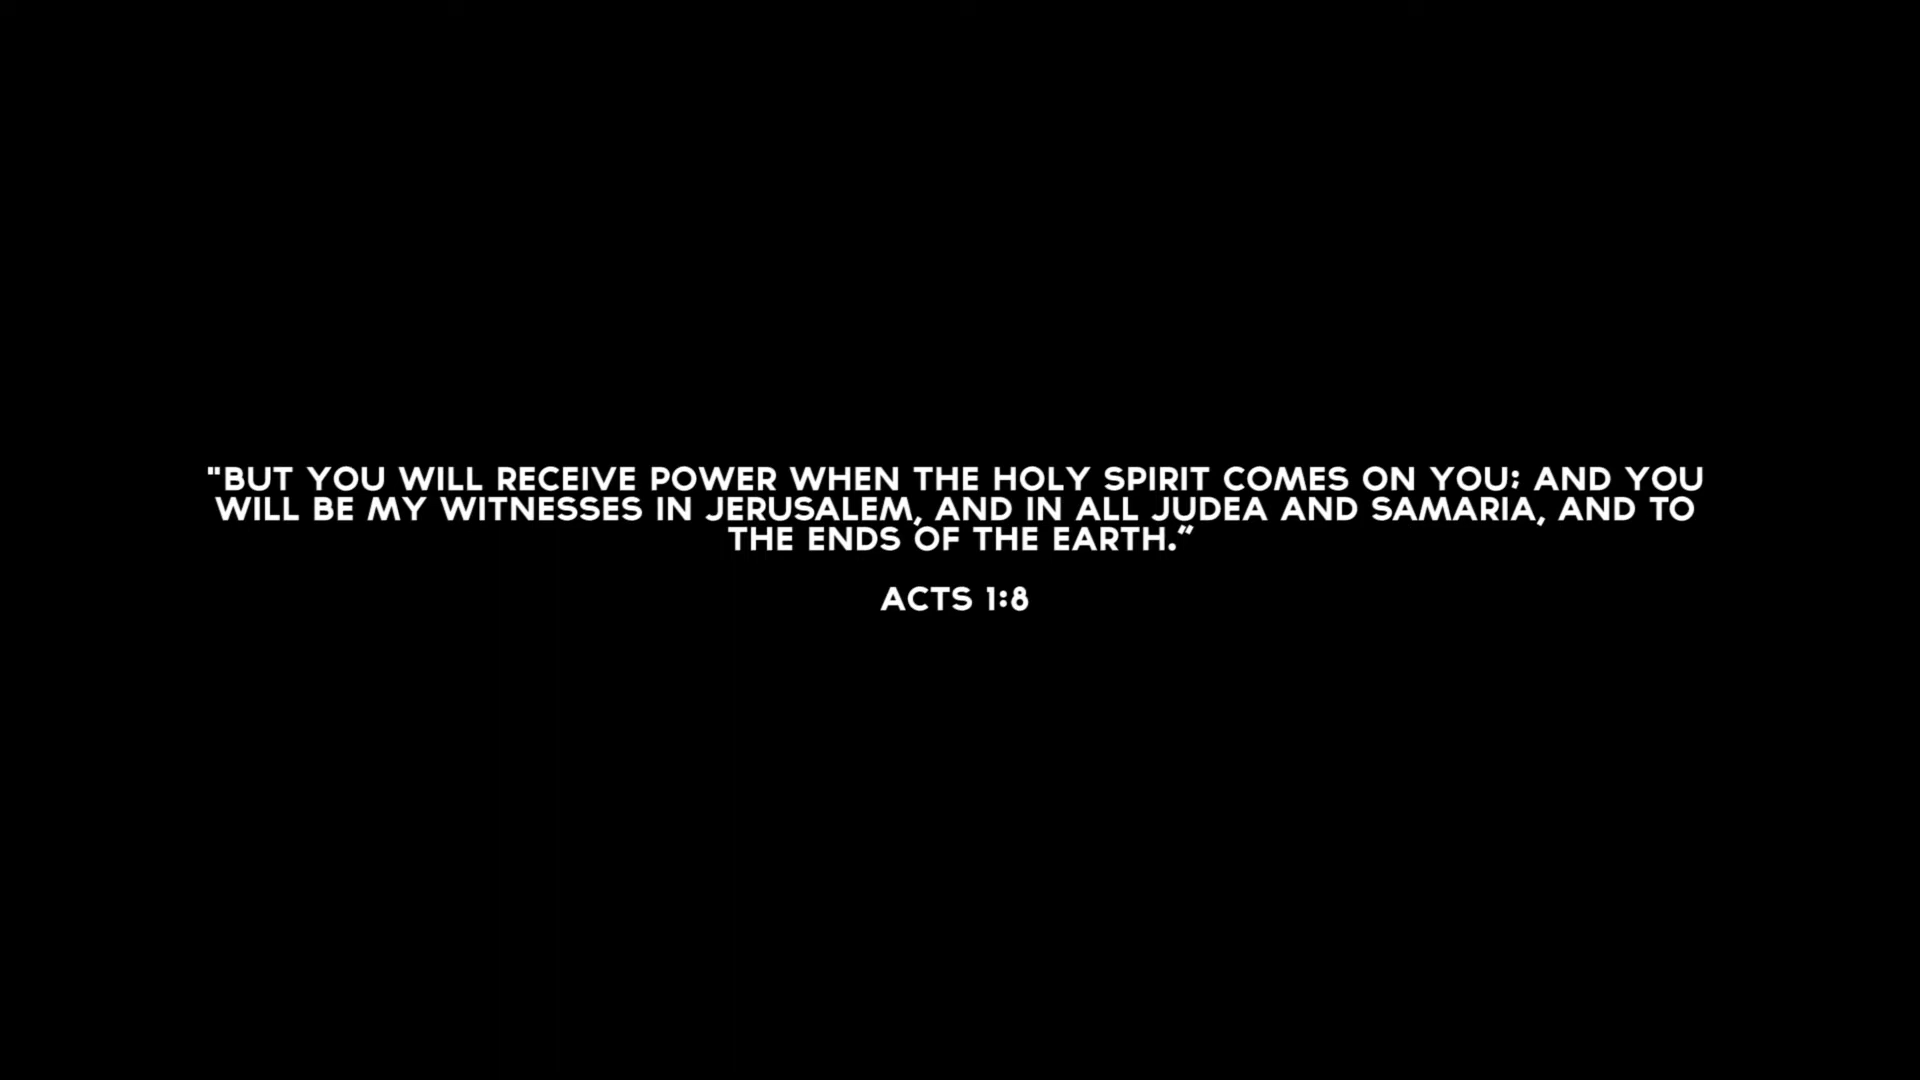 "BUT YOU WILL RECEIVE POWER WHEN THE HOLY SPIRIT COMES ON YOU; AND YOU
WILL BE MY WITNESSES IN JERUSALEM, AND IN ALL JUDEA AND SAMARIA, AND TO
THE ENDS OF THE EARTH.”
ACTS 1:8